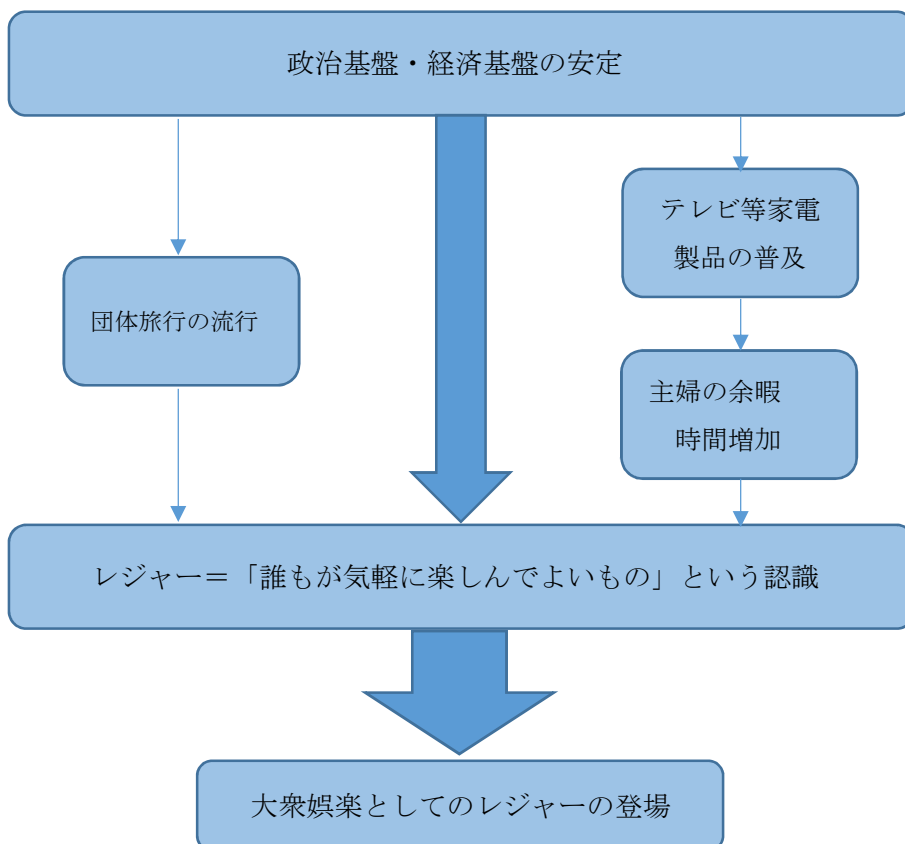 政治基盤・経済基盤の安定
テレビ等家電
製品の普及
団体旅行の流行
主婦の余暇
時間増加
レジャー＝「誰もが気軽に楽しんでよいもの」という認識
大衆娯楽としてのレジャーの登場